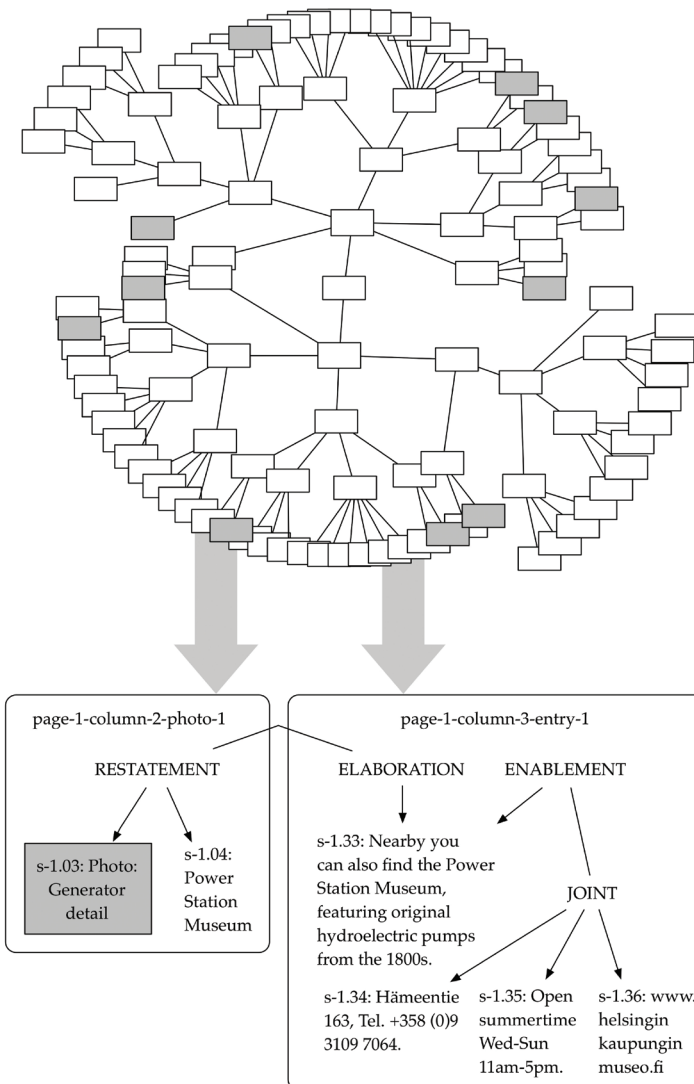 page-1-column-2-photo-1
RESTATEMENT
s-1.03: Photo:
Generator
detail
s-1.04:
Power
Station
Museum
page-1-column-3-entry-1
ELABORATION
ENABLEMENT
s-1.33: Nearby you
can also find the Power
Station Museum,
featuring original
hydroelectric pumps
from the 1800s.
JOINT
s-1.34: Hämeentie
163, Tel. +358 (0)9
3109 7064.
s-1.35: Open
summertime
Wed-Sun
11am-5pm.
s-1.36: www.
helsingin
kaupungin
museo.fi